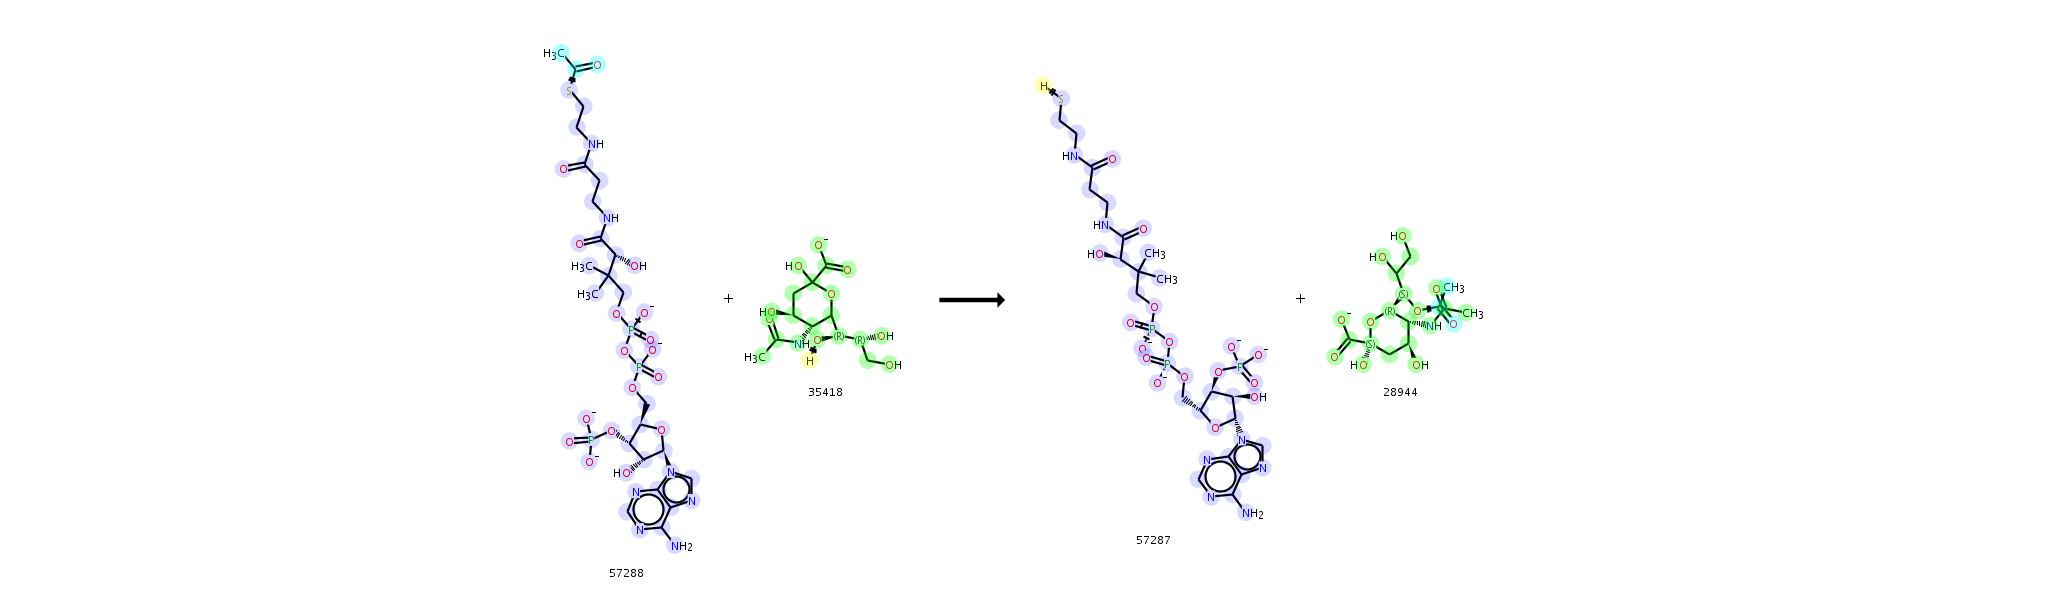 H3C
O
S
NH
O
NH
O
OH
H3C
H3C
O
O-
P
O
O
O-
P
O
O
O-
O
P
O
O-
O
HO
N
N
N
N
N
NH2
57288
+
O-
HO
O
O
HO
O
NH
H3C
O
H
(R)
(R)
OH
OH
35418
H
S
HN
O
HN
O
HO
CH3
CH3
O
O
P
O-
O
O
P
O-
O
O-
O-
O
P
O
OH
O
N
N
N
N
N
NH2
57287
+
HO
HO
(S)
O
O
CH3
CH3
O
(R)
NH
O-
O
O
(S)
HO
OH
28944